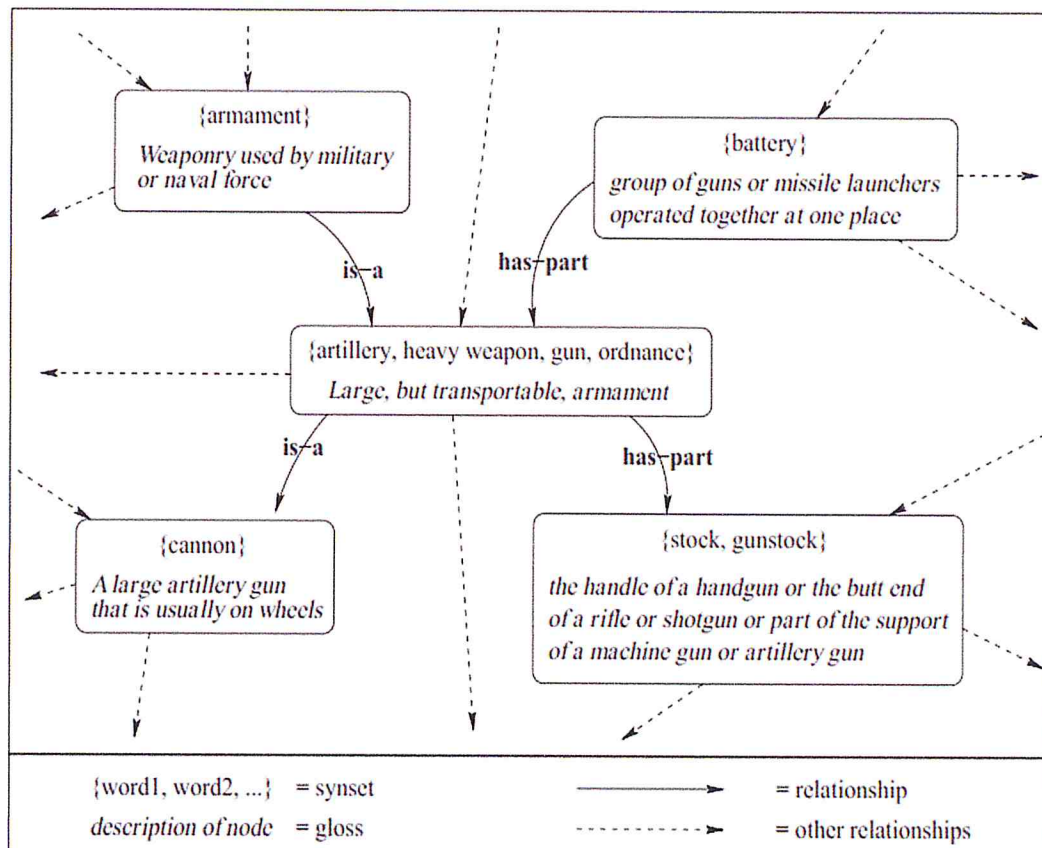 {armament}
Weaponry used by military
or naval force
{battery}
group of guns or missile launchers
operated together at one place
is-a
has-part
{artillery, heavy weapon, gun, ordnance}
Large, but transportable, armament
is-a
has-part
{cannon}
A large artillery gun
that is usually on wheels
{stock, gunstock}
the handle of a handgun or the butt end
of a rifle or shotgun or part of the support
of a machine gun or artillery gun
{word1, word2, ...} = synset
= relationship
description of node = gloss
= other relationships